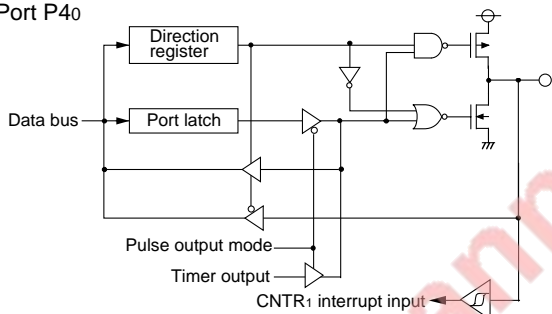 Port P40
Direction
register
Data bus
Port latch
Pulse output mode
Timer output
CNTR1 interrupt input